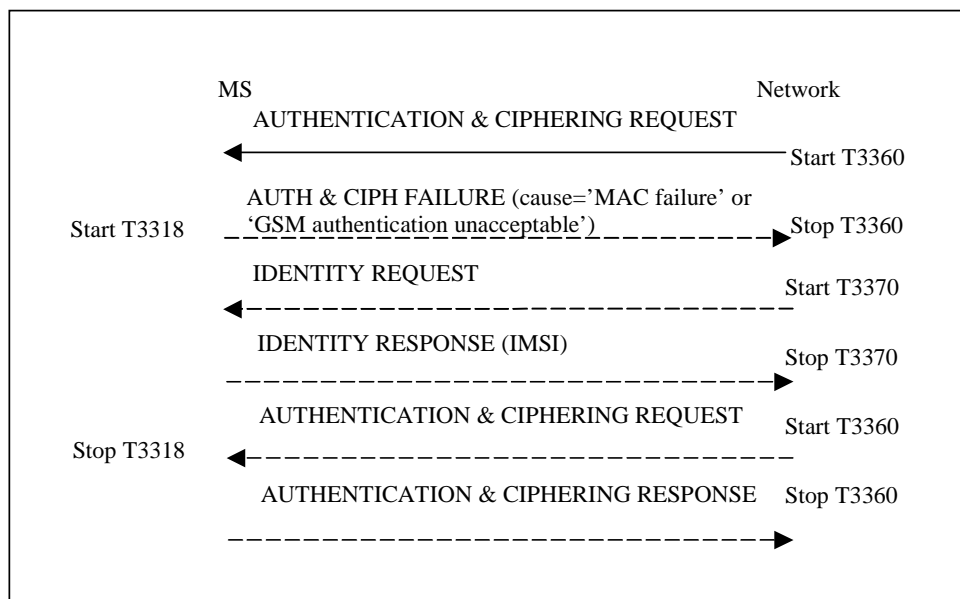 MS Network
AUTHENTICATION & CIPHERING REQUEST
Start T3360
AUTH & CIPH FAILURE (cause=’MAC failure’ or
‘GSM authentication unacceptable’)
Start T3318
Stop T3360
IDENTITY REQUEST
Start T3370
IDENTITY RESPONSE (IMSI)
Stop T3370
AUTHENTICATION & CIPHERING REQUEST
Start T3360
Stop T3318
AUTHENTICATION & CIPHERING RESPONSE
Stop T3360